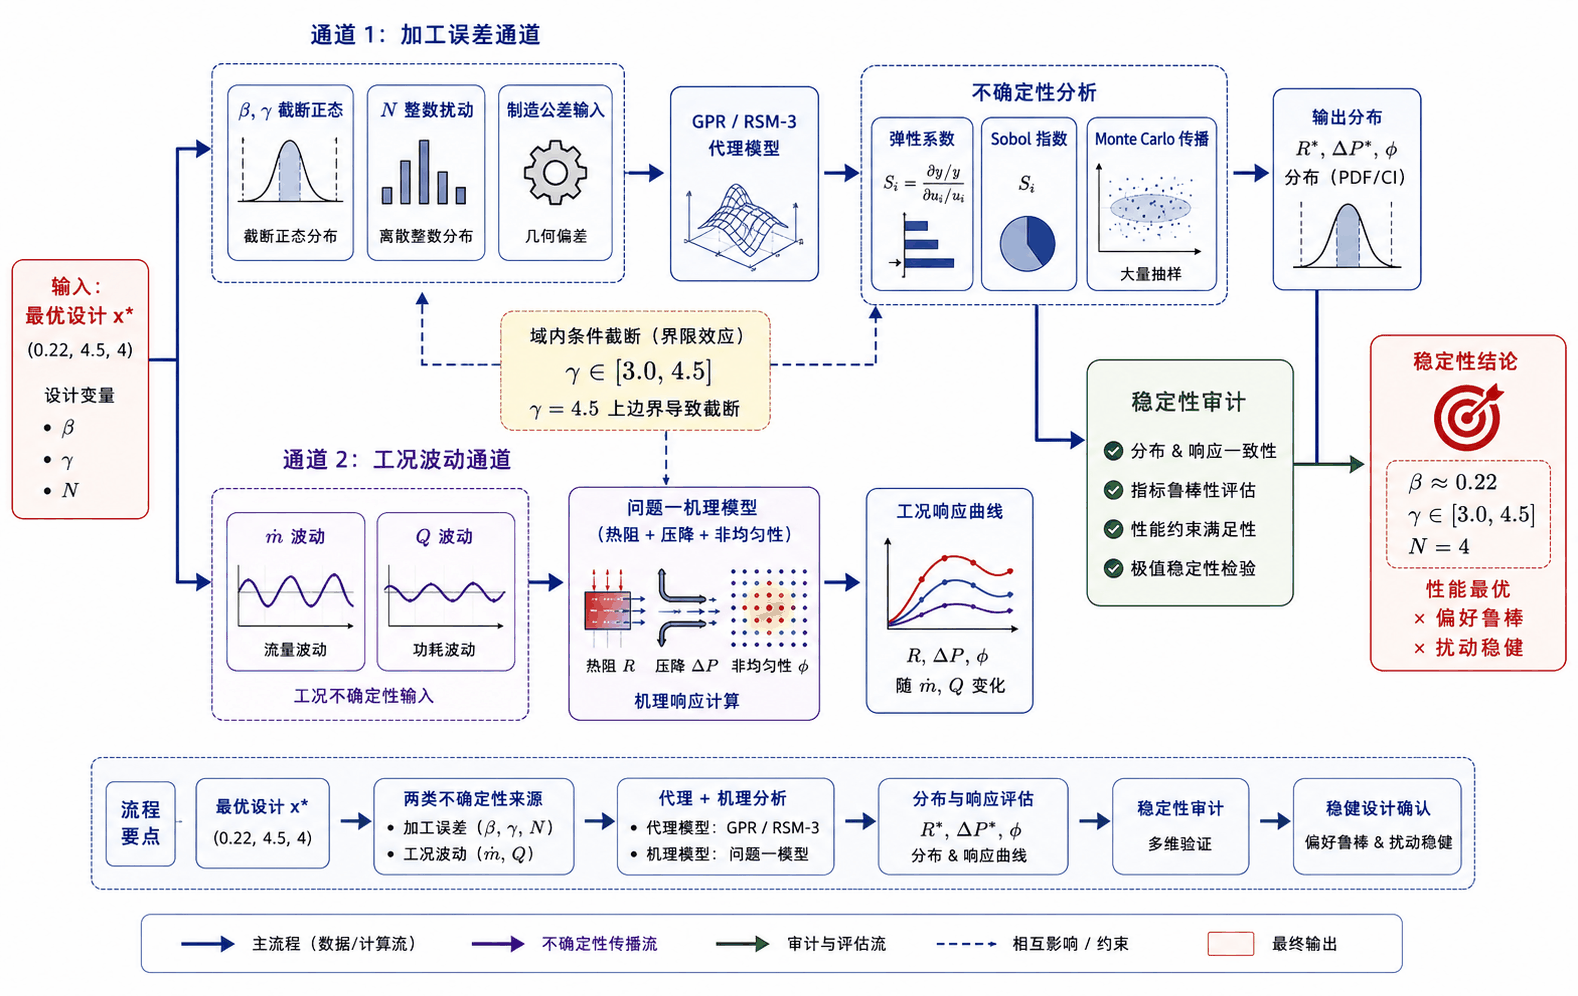 通道 1：加工误差通道
β, γ 截断正态
截断正态分布
N 整数扰动
离散整数分布
制造公差输入
几何偏差
GPR / RSM-3
代理模型
不确定性分析
弹性系数
S_i = (∂y/y)/(∂u_i/u_i)
Sobol 指数
S_i
Monte Carlo 传播
大量抽样
输出分布
R*, ΔP*, ϕ
分布（PDF/CI）
输入：
最优设计 x*
(0.22, 4.5, 4)
设计变量
• β
• γ
• N
域内条件截断（界限效应）
γ ∈ [3.0, 4.5]
γ = 4.5 上边界导致截断
稳定性审计
分布 & 响应一致性
指标鲁棒性评估
性能约束满足性
极值稳定性检验
稳定性结论
β ≈ 0.22
γ ∈ [3.0, 4.5]
N = 4
性能最优
× 偏好鲁棒
× 扰动稳健
通道 2：工况波动通道
ṁ 波动
流量波动
Q 波动
功耗波动
工况不确定性输入
问题一机理模型
（热阻 + 压降 + 非均匀性）
热阻 R
压降 ΔP
非均匀性 ϕ
机理响应计算
工况响应曲线
R, ΔP, ϕ
随 ṁ, Q 变化
流程
要点
最优设计 x*
(0.22, 4.5, 4)
两类不确定性来源
• 加工误差（β, γ, N）
• 工况波动（ṁ, Q）
代理 + 机理分析
• 代理模型：GPR / RSM-3
• 机理模型：问题一模型
分布与响应评估
R*, ΔP*, ϕ
分布 & 响应曲线
稳定性审计
多维验证
稳健设计确认
偏好鲁棒 & 扰动稳健
主流程（数据/计算流）
不确定性传播流
审计与评估流
相互影响 / 约束
最终输出